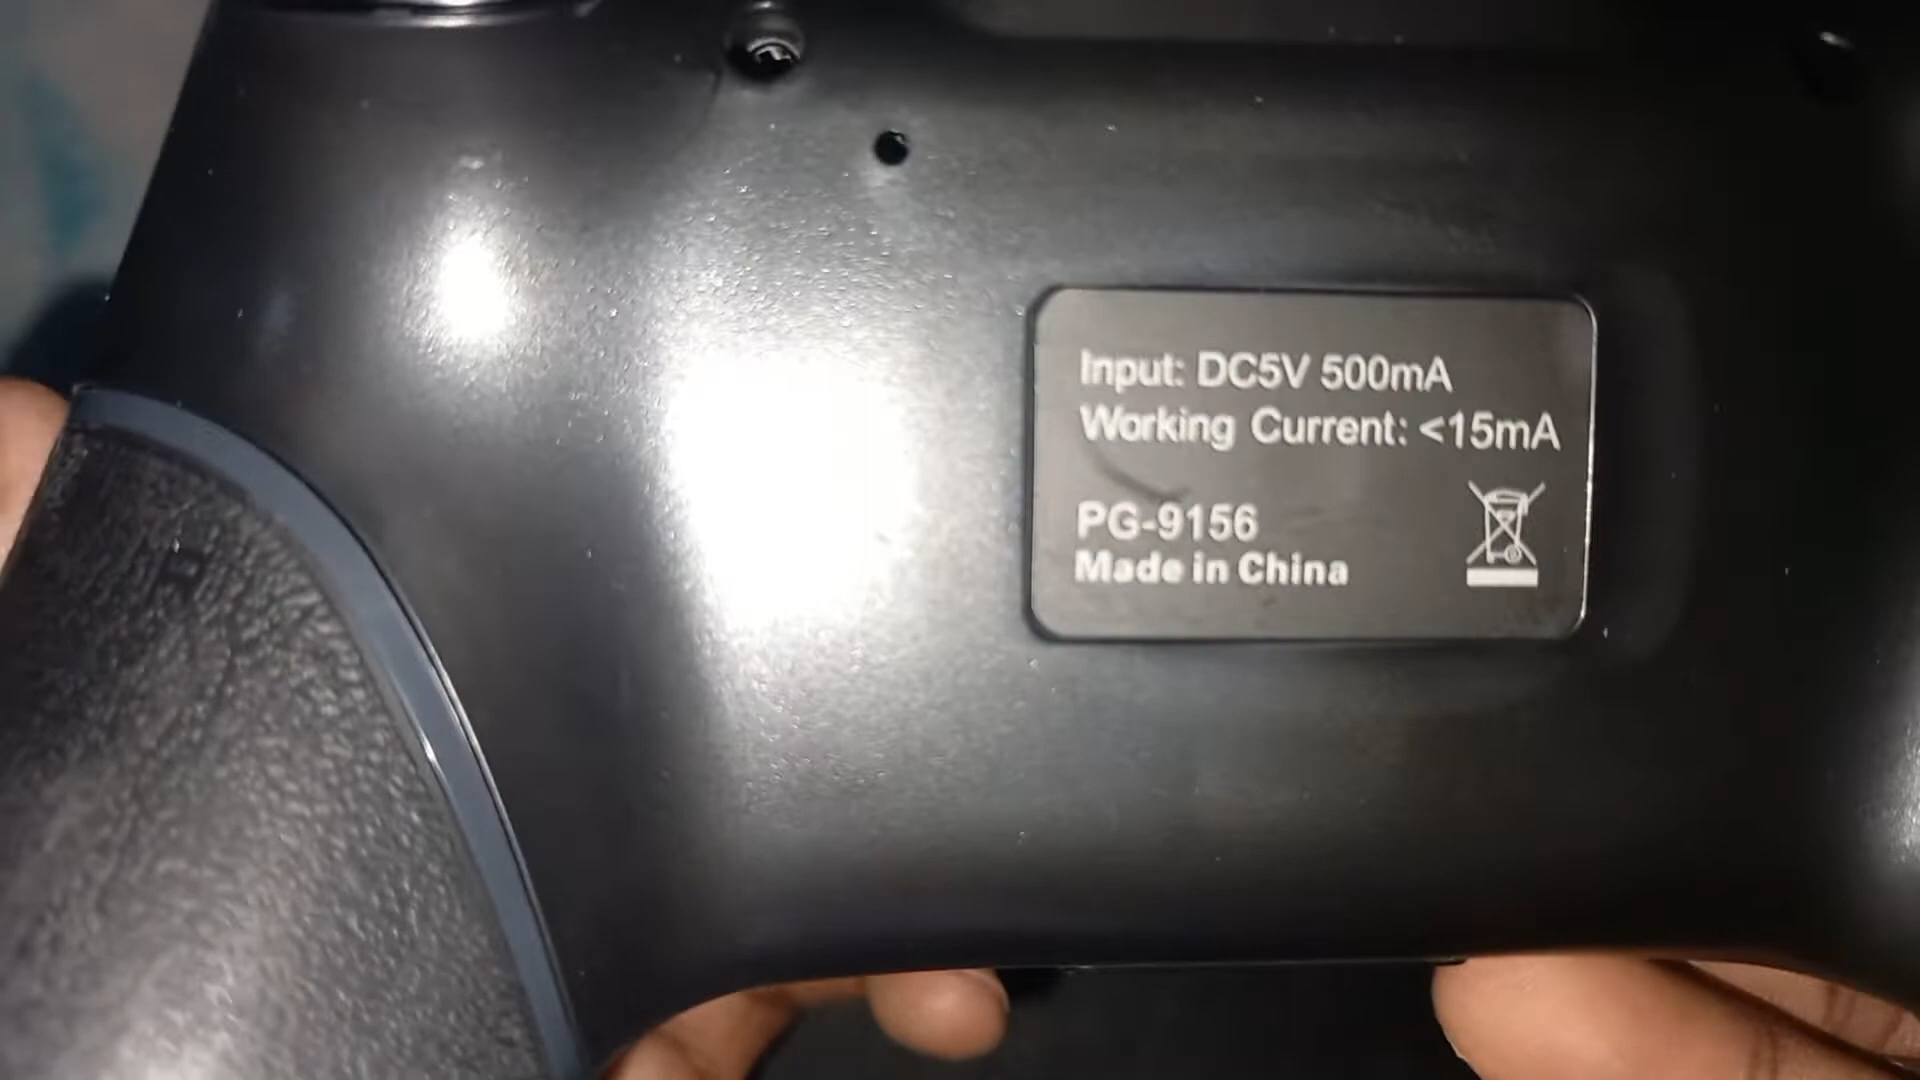 Input: DC5V 500mA
Working Current: <15mA
PG-9156
Made in China